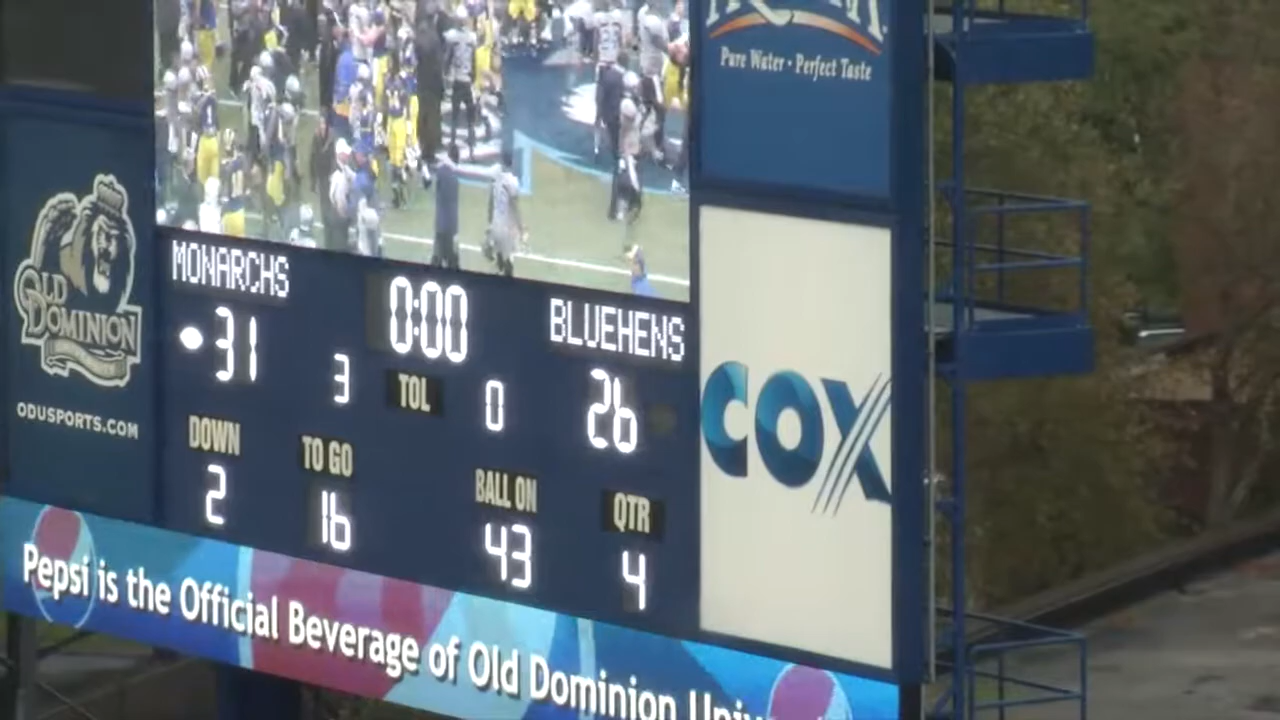 Pure Water • Perfect Taste
MONARCHS
0:00
BLUEHENS
31
3
TOL
0
26
OLD
DOMINION
ODUSPORTS.COM
DOWN
TO GO
BALL ON
QTR
2
16
43
4
COX
Pepsi is the Official Beverage of Old Dominion